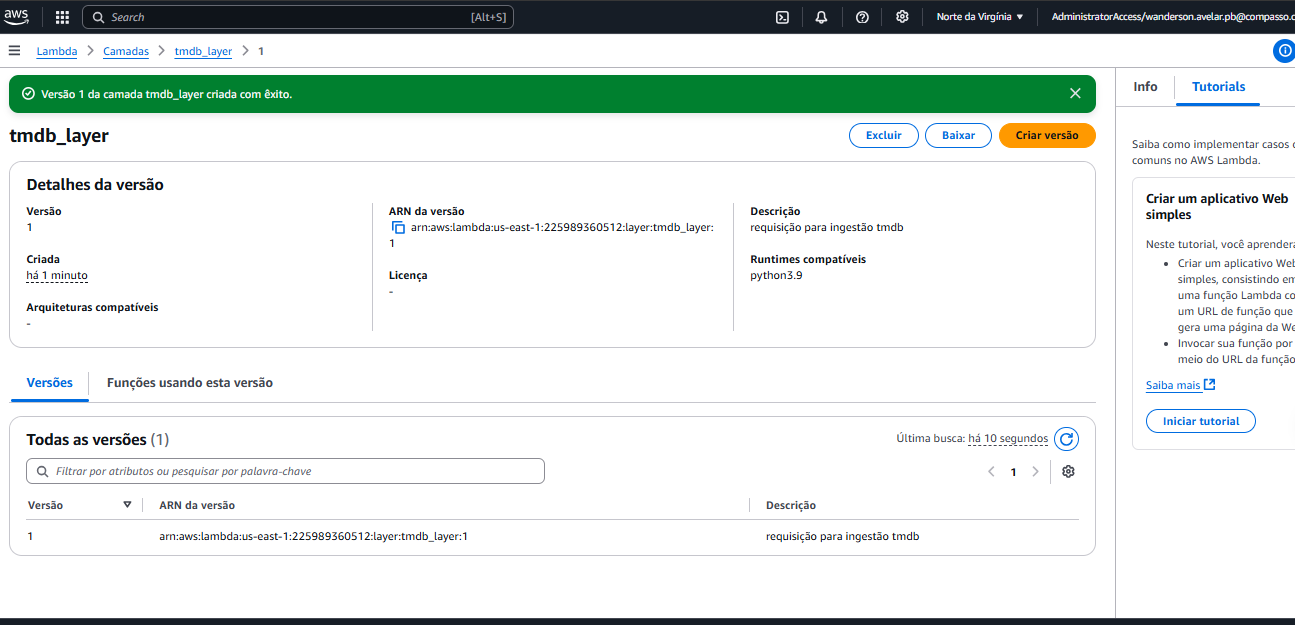 aws
Search
[Alt+S]
Norte da Virgínia
AdministratorAccess/wanderson.avelar.pb@compasso.
Lambda > Camadas > tmdb_layer > 1
Versão 1 da camada tmdb_layer criada com êxito.
tmdb_layer
Excluir
Baixar
Criar versão
Detalhes da versão
Versão
1
Criada
há 1 minuto
Arquiteturas compatíveis
-
ARN da versão
arn:aws:lambda:us-east-1:225989360512:layer:tmdb_layer:
1
Licença
-
Descrição
requisição para ingestão tmdb
Runtimes compatíveis
python3.9
Versões
Funções usando esta versão
Todas as versões (1)
Última busca: há 10 segundos
Filtrar por atributos ou pesquisar por palavra-chave
1
Versão
ARN da versão
Descrição
1
arn:aws:lambda:us-east-1:225989360512:layer:tmdb_layer:1
requisição para ingestão tmdb
Info
Tutorials
Saiba como implementar casos
comuns no AWS Lambda.
Criar um aplicativo Web
simples
Neste tutorial, você aprenderá
• Criar um aplicativo Web
simples, consistindo em
uma função Lambda co
um URL de função que
gera uma página da We
• Invocar sua função por
meio do URL da função
Saiba mais
Iniciar tutorial